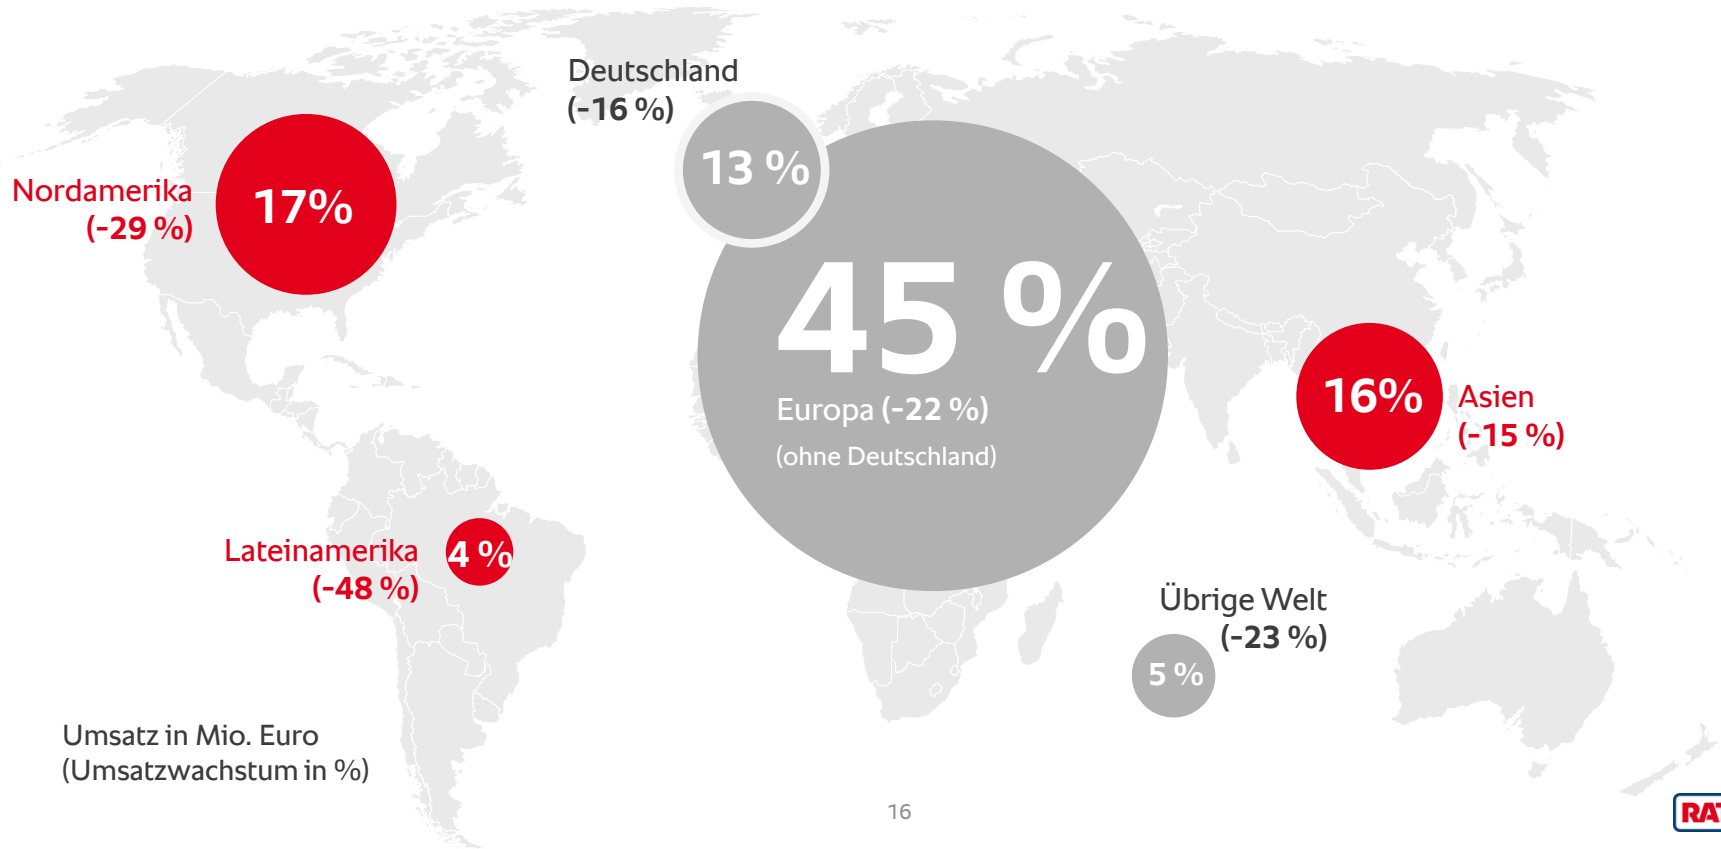 Deutschland
(-16 %)
13 %
Nordamerika
(-29 %)
17%
45 %
Europa (-22 %)
(ohne Deutschland)
16%
Asien
(-15 %)
Lateinamerika
(-48 %)
4 %
Übrige Welt
(-23 %)
5 %
Umsatz in Mio. Euro
(Umsatzwachstum in %)
16